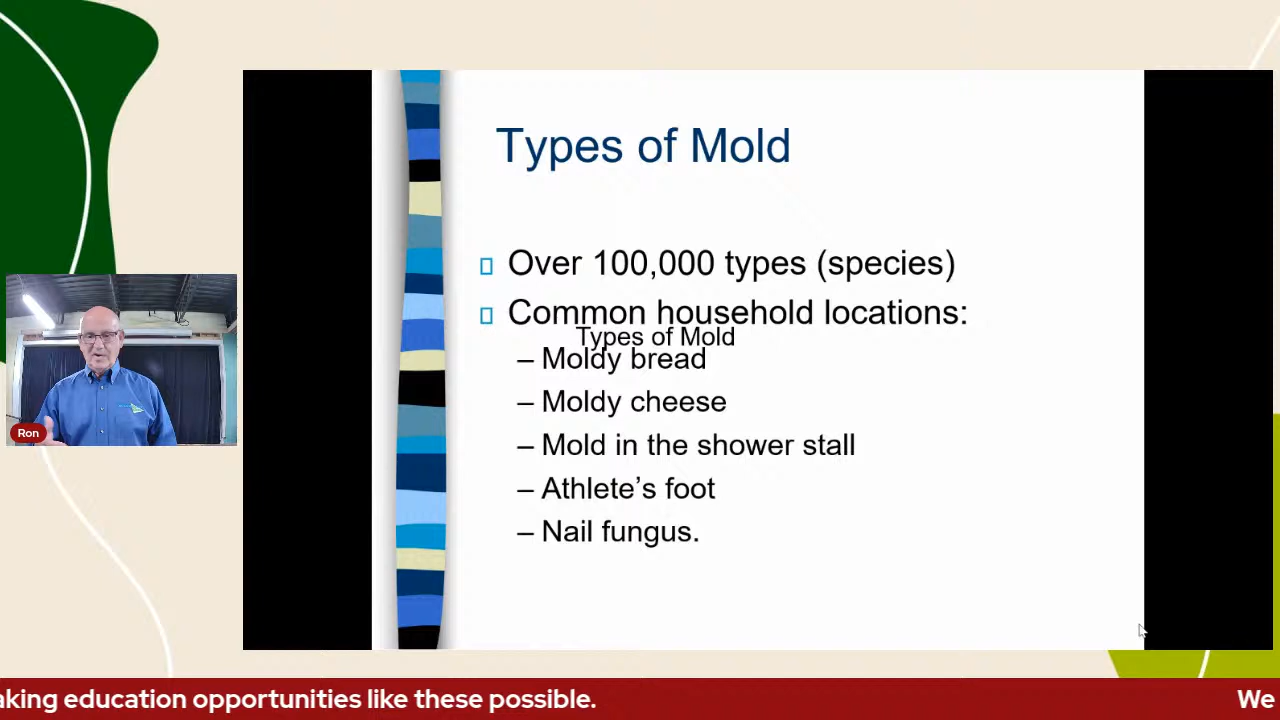 Types of Mold
Over 100,000 types (species)
Common household locations:
Types of Mold
– Moldy bread
– Moldy cheese
– Mold in the shower stall
– Athlete’s foot
– Nail fungus.
Ron
aking education opportunities like these possible.
We